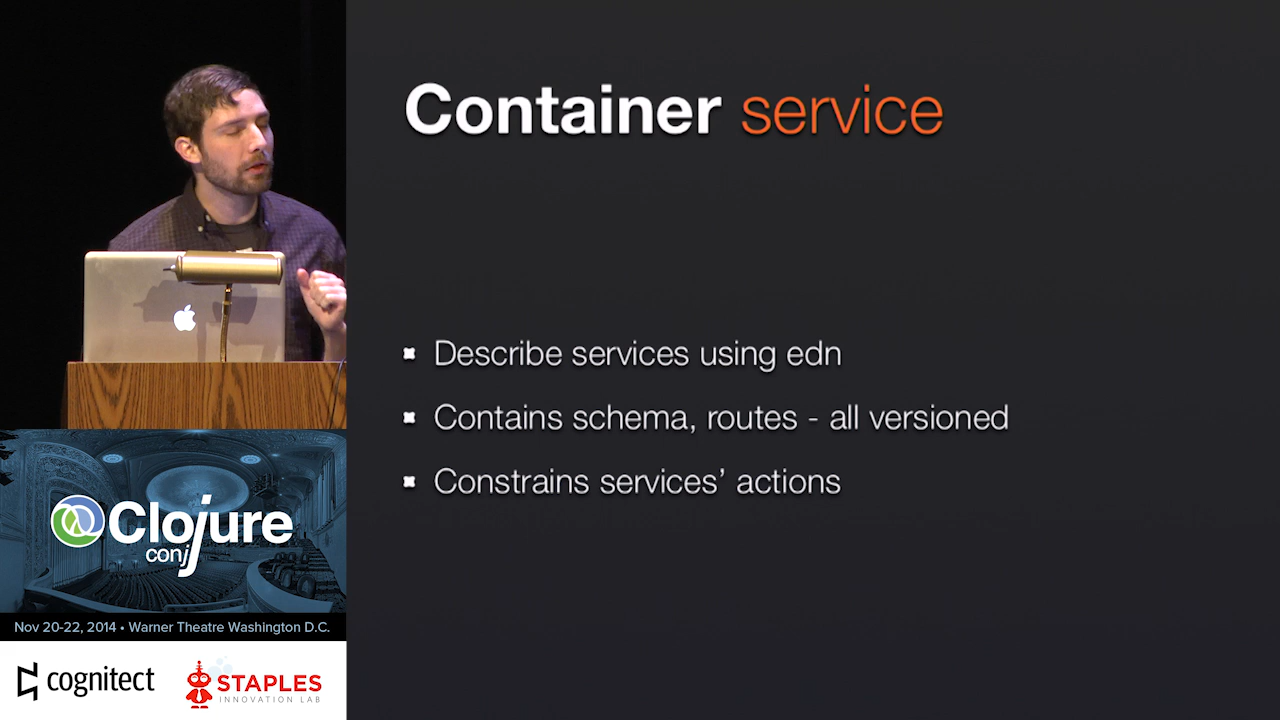 Container service
Describe services using edn
Contains schema, routes - all versioned
Constrains services’ actions
Clojure
conj
Nov 20-22, 2014 • Warner Theatre Washington D.C.
cognitect
STAPLES
INNOVATION LAB